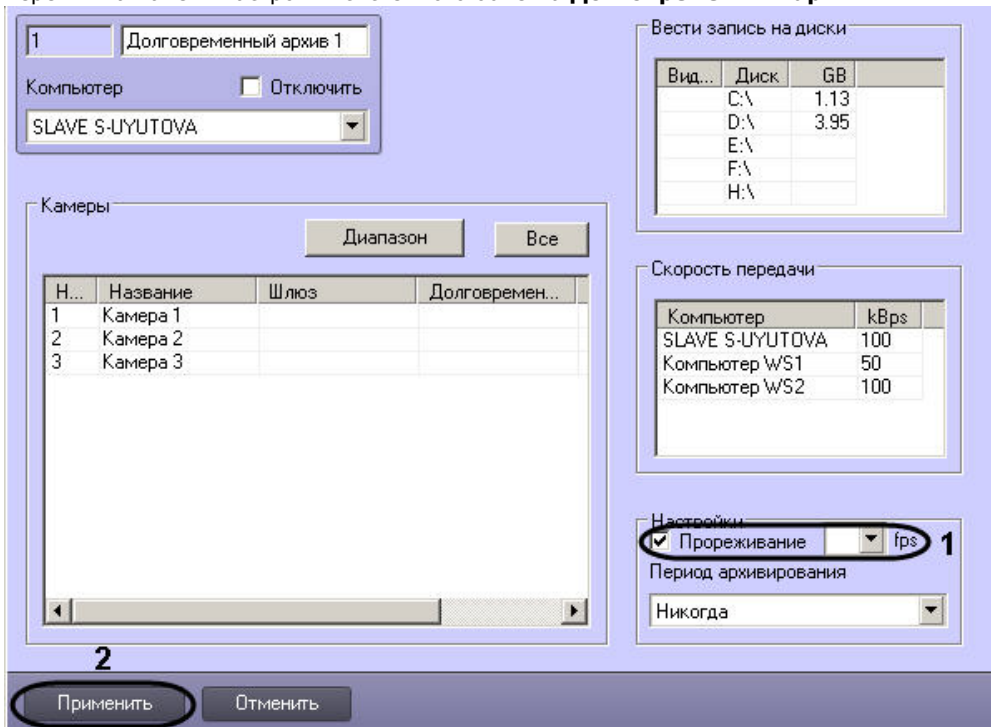 1
Долговременный архив 1
Компьютер
Отключить
SLAVE S-UYUTOVA
Камеры
Диапазон
Все
Н... Название Шлюз Долговремен...
1 Камера 1
2 Камера 2
3 Камера 3
Вести запись на диски
Вид... Диск GB
C:\ 1.13
D:\ 3.95
E:\
F:\
H:\
Скорость передачи
Компьютер kBps
SLAVE S-UYUTOVA 100
Компьютер WS1 50
Компьютер WS2 100
Настройки
Прореживание fps 1
Период архивирования
Никогда
2
Применить
Отменить